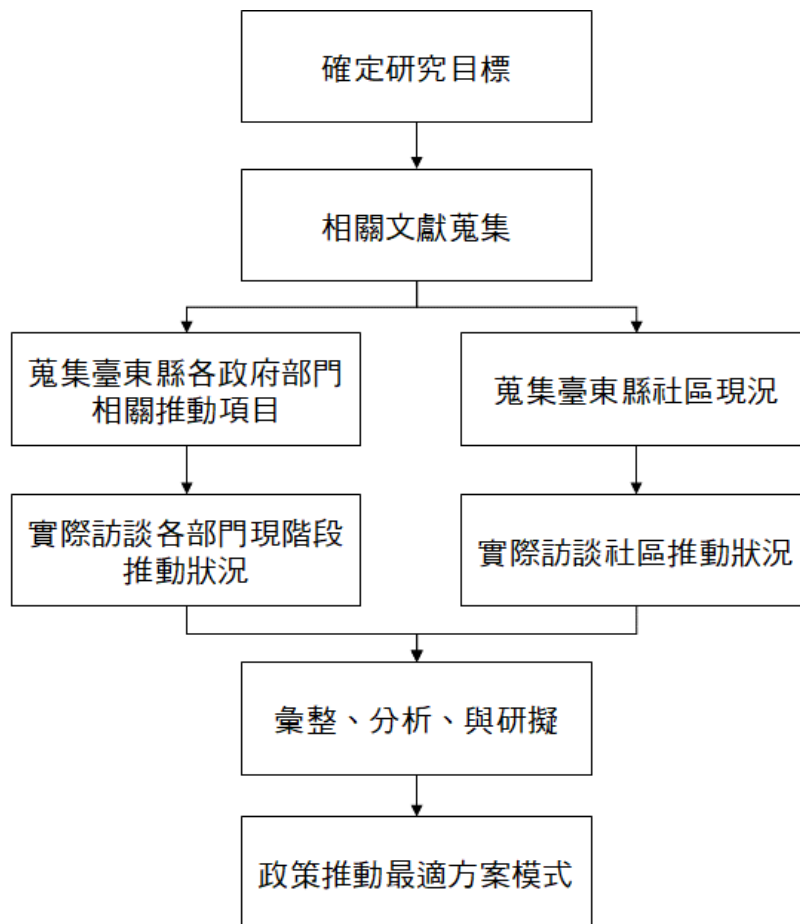 確定研究目標
相關文獻蒐集
蒐集臺東縣各政府部門
相關推動項目
蒐集臺東縣社區現況
實際訪談各部門現階段
推動狀況
實際訪談社區推動狀況
彙整、分析、與研擬
政策推動最適方案模式